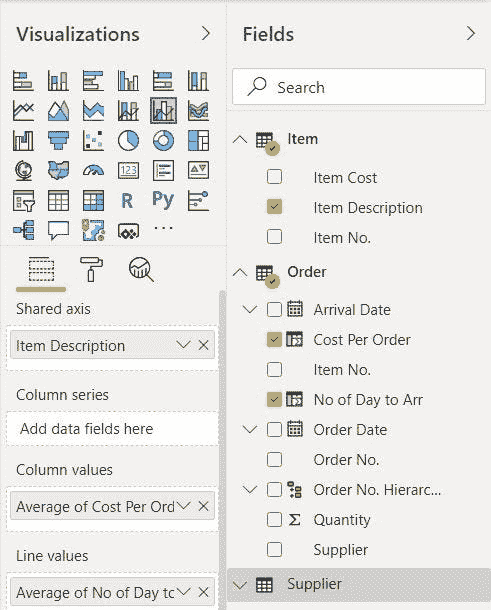 Visualizations
Fields
Search
Item
Item Cost
Item Description
Item No.
Order
Arrival Date
Cost Per Order
Item No.
No of Day to Arr
Order Date
Order No.
Order No. Hierarc...
Quantity
Supplier
Supplier
123
R Py
...
Shared axis
Item Description
Column series
Add data fields here
Column values
Average of Cost Per Ord
Line values
Average of No of Day to